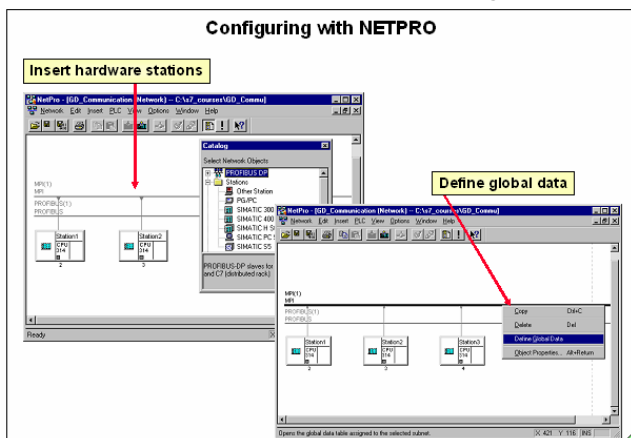 Configuring with NETPRO
Insert hardware stations
NetPro - [GD_Communication (Network) -- C:\s7_courses\GD_Commu]
Network Edit Insert PLC View Options Window Help
Catalog
Select Network Objects
PROFIBUS DP
Stations
Other Station
PG/PC
SIMATIC 300
SIMATIC 400
SIMATIC H S
SIMATIC PC S
SIMATIC S5
PROFIBUS-DP slaves for
and C7 (distributed rack)
MPI(1)
MPI
PROFIBUS(1)
PROFIBUS
Station1
CPU
314
2
Station2
CPU
314
3
Ready
Define global data
NetPro - [GD_Communication (Network) -- C:\s7_courses\GD_Commu]
Network Edit Insert PLC View Options Window Help
MPI(1)
MPI
PROFIBUS(1)
PROFIBUS
Copy Ctrl+C
Delete Del
Define Global Data
Object Properties... Alt+Return
Station1
CPU
314
2
Station2
CPU
314
3
Station3
CPU
314
4
Opens the global data table assigned to the selected subnet.
X 421 Y 116 INS